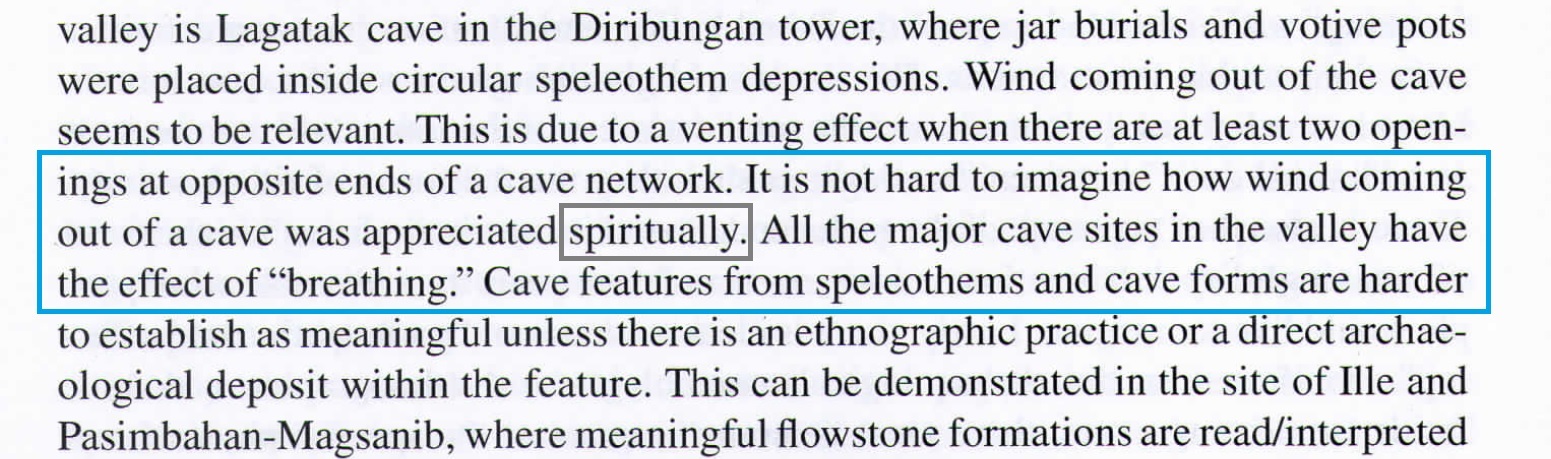 valley is Lagatak cave in the Diribungan tower, where jar burials and votive pots
were placed inside circular speleothem depressions. Wind coming out of the cave
seems to be relevant. This is due to a venting effect when there are at least two open-
ings at opposite ends of a cave network. It is not hard to imagine how wind coming
out of a cave was appreciated spiritually. All the major cave sites in the valley have
the effect of “breathing.” Cave features from speleothems and cave forms are harder
to establish as meaningful unless there is an ethnographic practice or a direct archae-
ological deposit within the feature. This can be demonstrated in the site of Ille and
Pasimbahan-Magsanib, where meaningful flowstone formations are read/interpreted